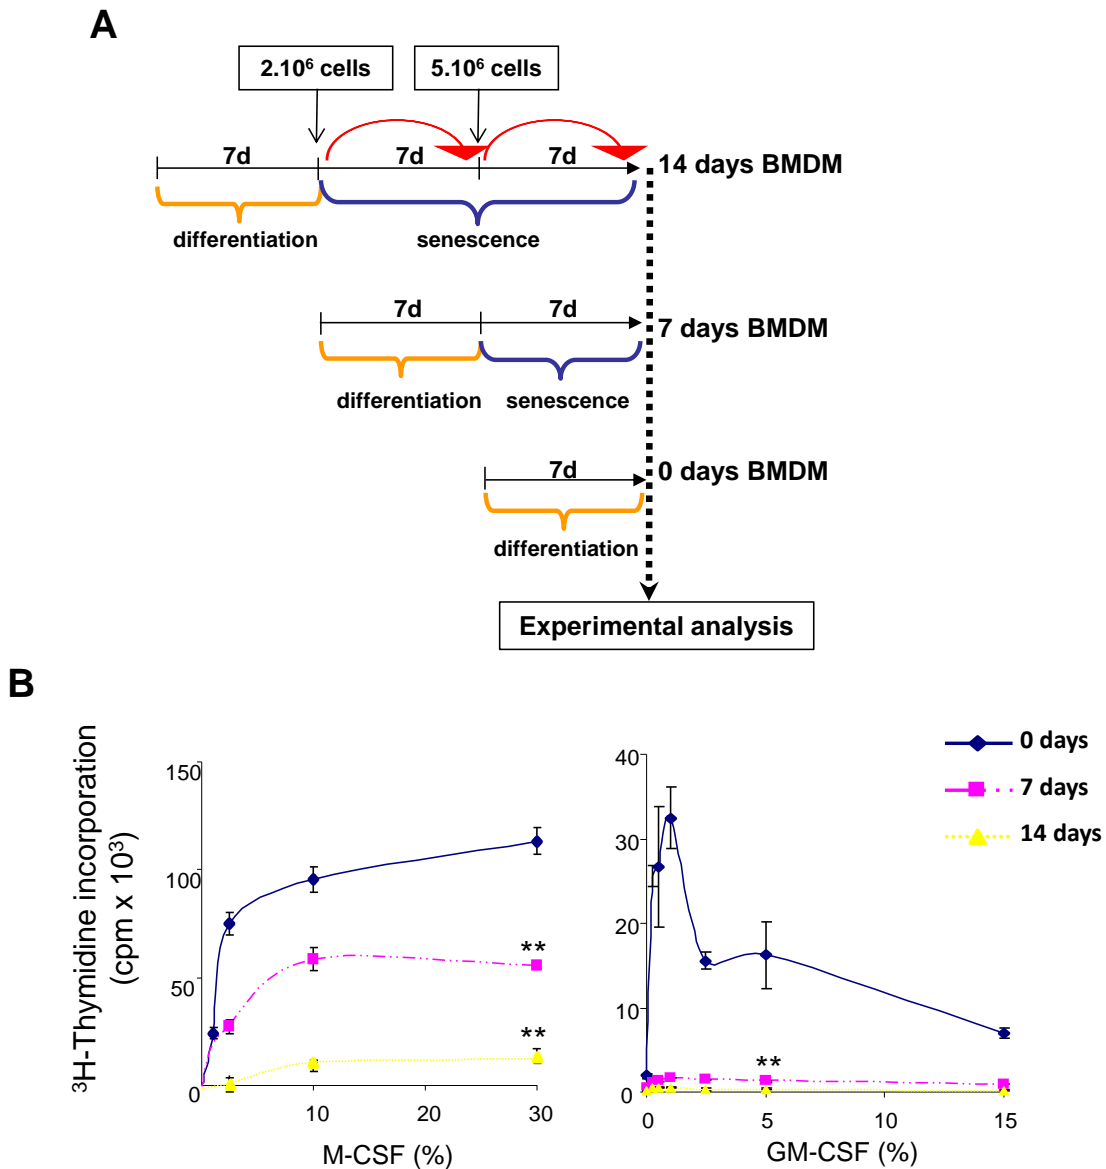 A
2.10⁶ cells
5.10⁶ cells
7d
7d
7d
14 days BMDM
differentiation
senescence
7d
7d
7 days BMDM
differentiation
senescence
7d
0 days BMDM
differentiation
Experimental analysis
B
³H-Thymidine incorporation
(cpm x 10³)
150
100
50
0
10
20
30
**
**
M-CSF (%)
40
30
20
10
0
0
5
10
15
**
GM-CSF (%)
0 days
7 days
14 days